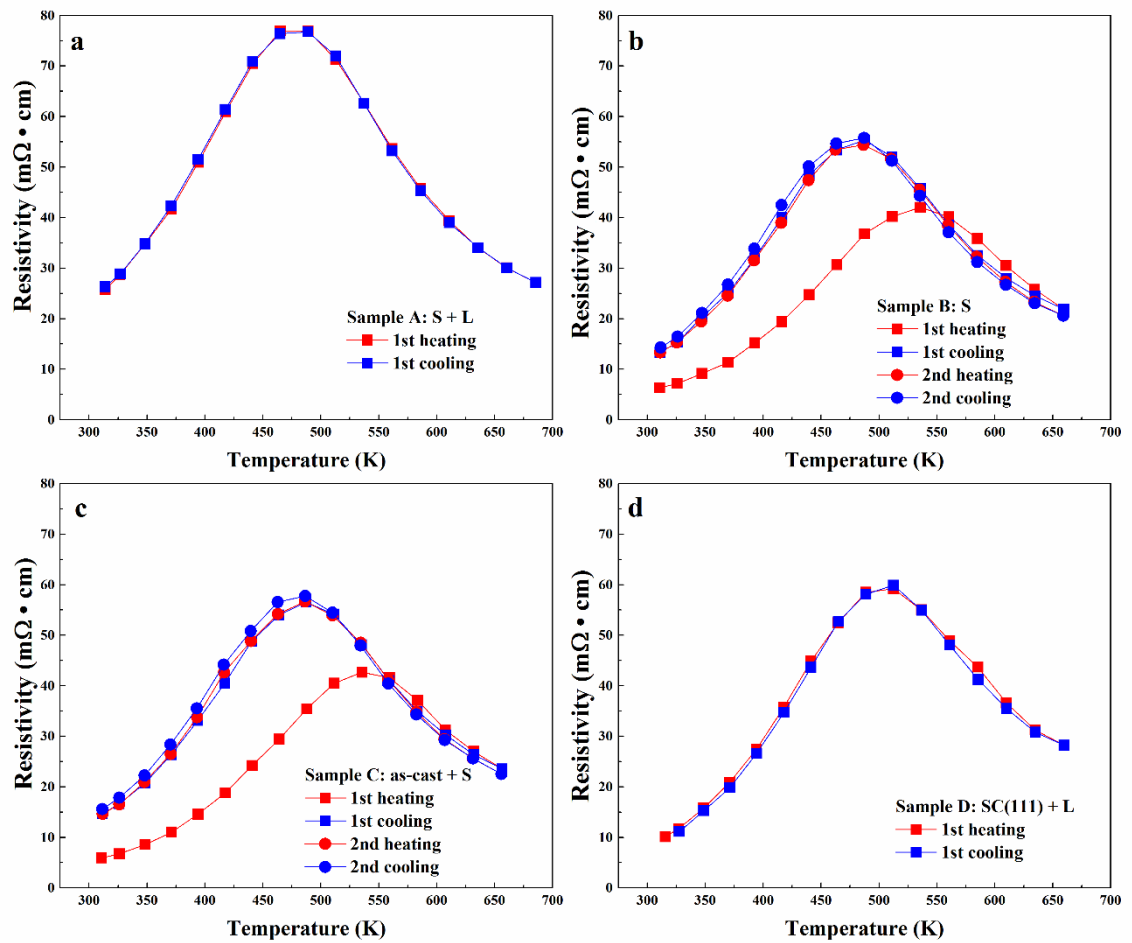 a
80
70
60
50
40
30
20
10
0
Resistivity (mΩ • cm)
Sample A: S + L
1st heating
1st cooling
300 350 400 450 500 550 600 650 700
Temperature (K)
b
80
70
60
50
40
30
20
10
0
Resistivity (mΩ • cm)
Sample B: S
1st heating
1st cooling
2nd heating
2nd cooling
300 350 400 450 500 550 600 650 700
Temperature (K)
c
80
70
60
50
40
30
20
10
0
Resistivity (mΩ • cm)
Sample C: as-cast + S
1st heating
1st cooling
2nd heating
2nd cooling
300 350 400 450 500 550 600 650 700
Temperature (K)
d
80
70
60
50
40
30
20
10
0
Resistivity (mΩ • cm)
Sample D: SC(111) + L
1st heating
1st cooling
300 350 400 450 500 550 600 650 700
Temperature (K)